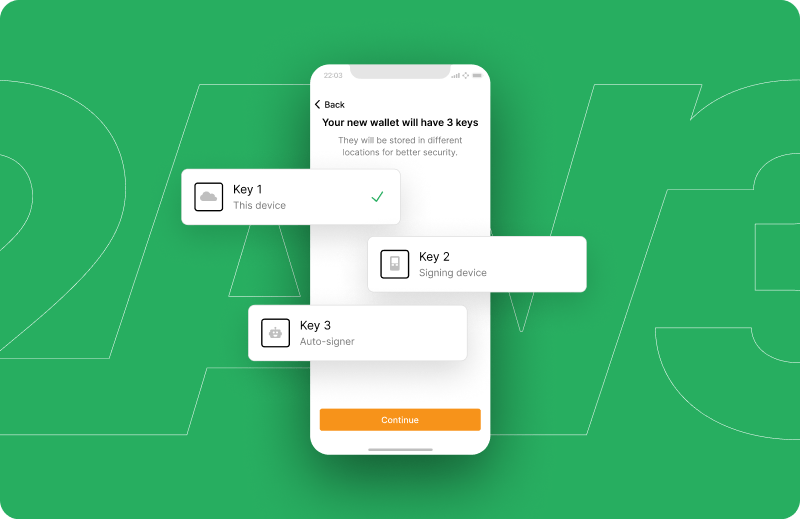 22:03
Back
Your new wallet will have 3 keys
They will be stored in different
locations for better security.
Key 1
This device
Key 2
Signing device
Key 3
Auto-signer
Continue